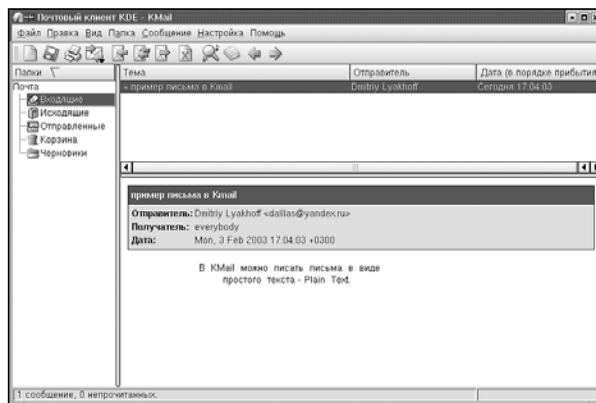 Почтовый клиент KDE - KMail
Файл Правка Вид Папка Сообщение Настройка Помощь
Папки Тема Отправитель Дата (в порядке прибытия
Почта
пример письма в Kmail Dmitriy Lyakhoff Сегодня 17:04:03
Входящие
Исходящие
Отправленные
Корзина
Черновики
пример письма в Kmail
Отправитель: Dmitriy Lyakhoff <dalilas@yandex.ru>
Получатель: everybody
Дата: Mon, 3 Feb 2003 17:04:03 +0300
В KMail можно писать письма в виде
простого текста - Plain Text.
1 сообщение, 0 непрочитанных.